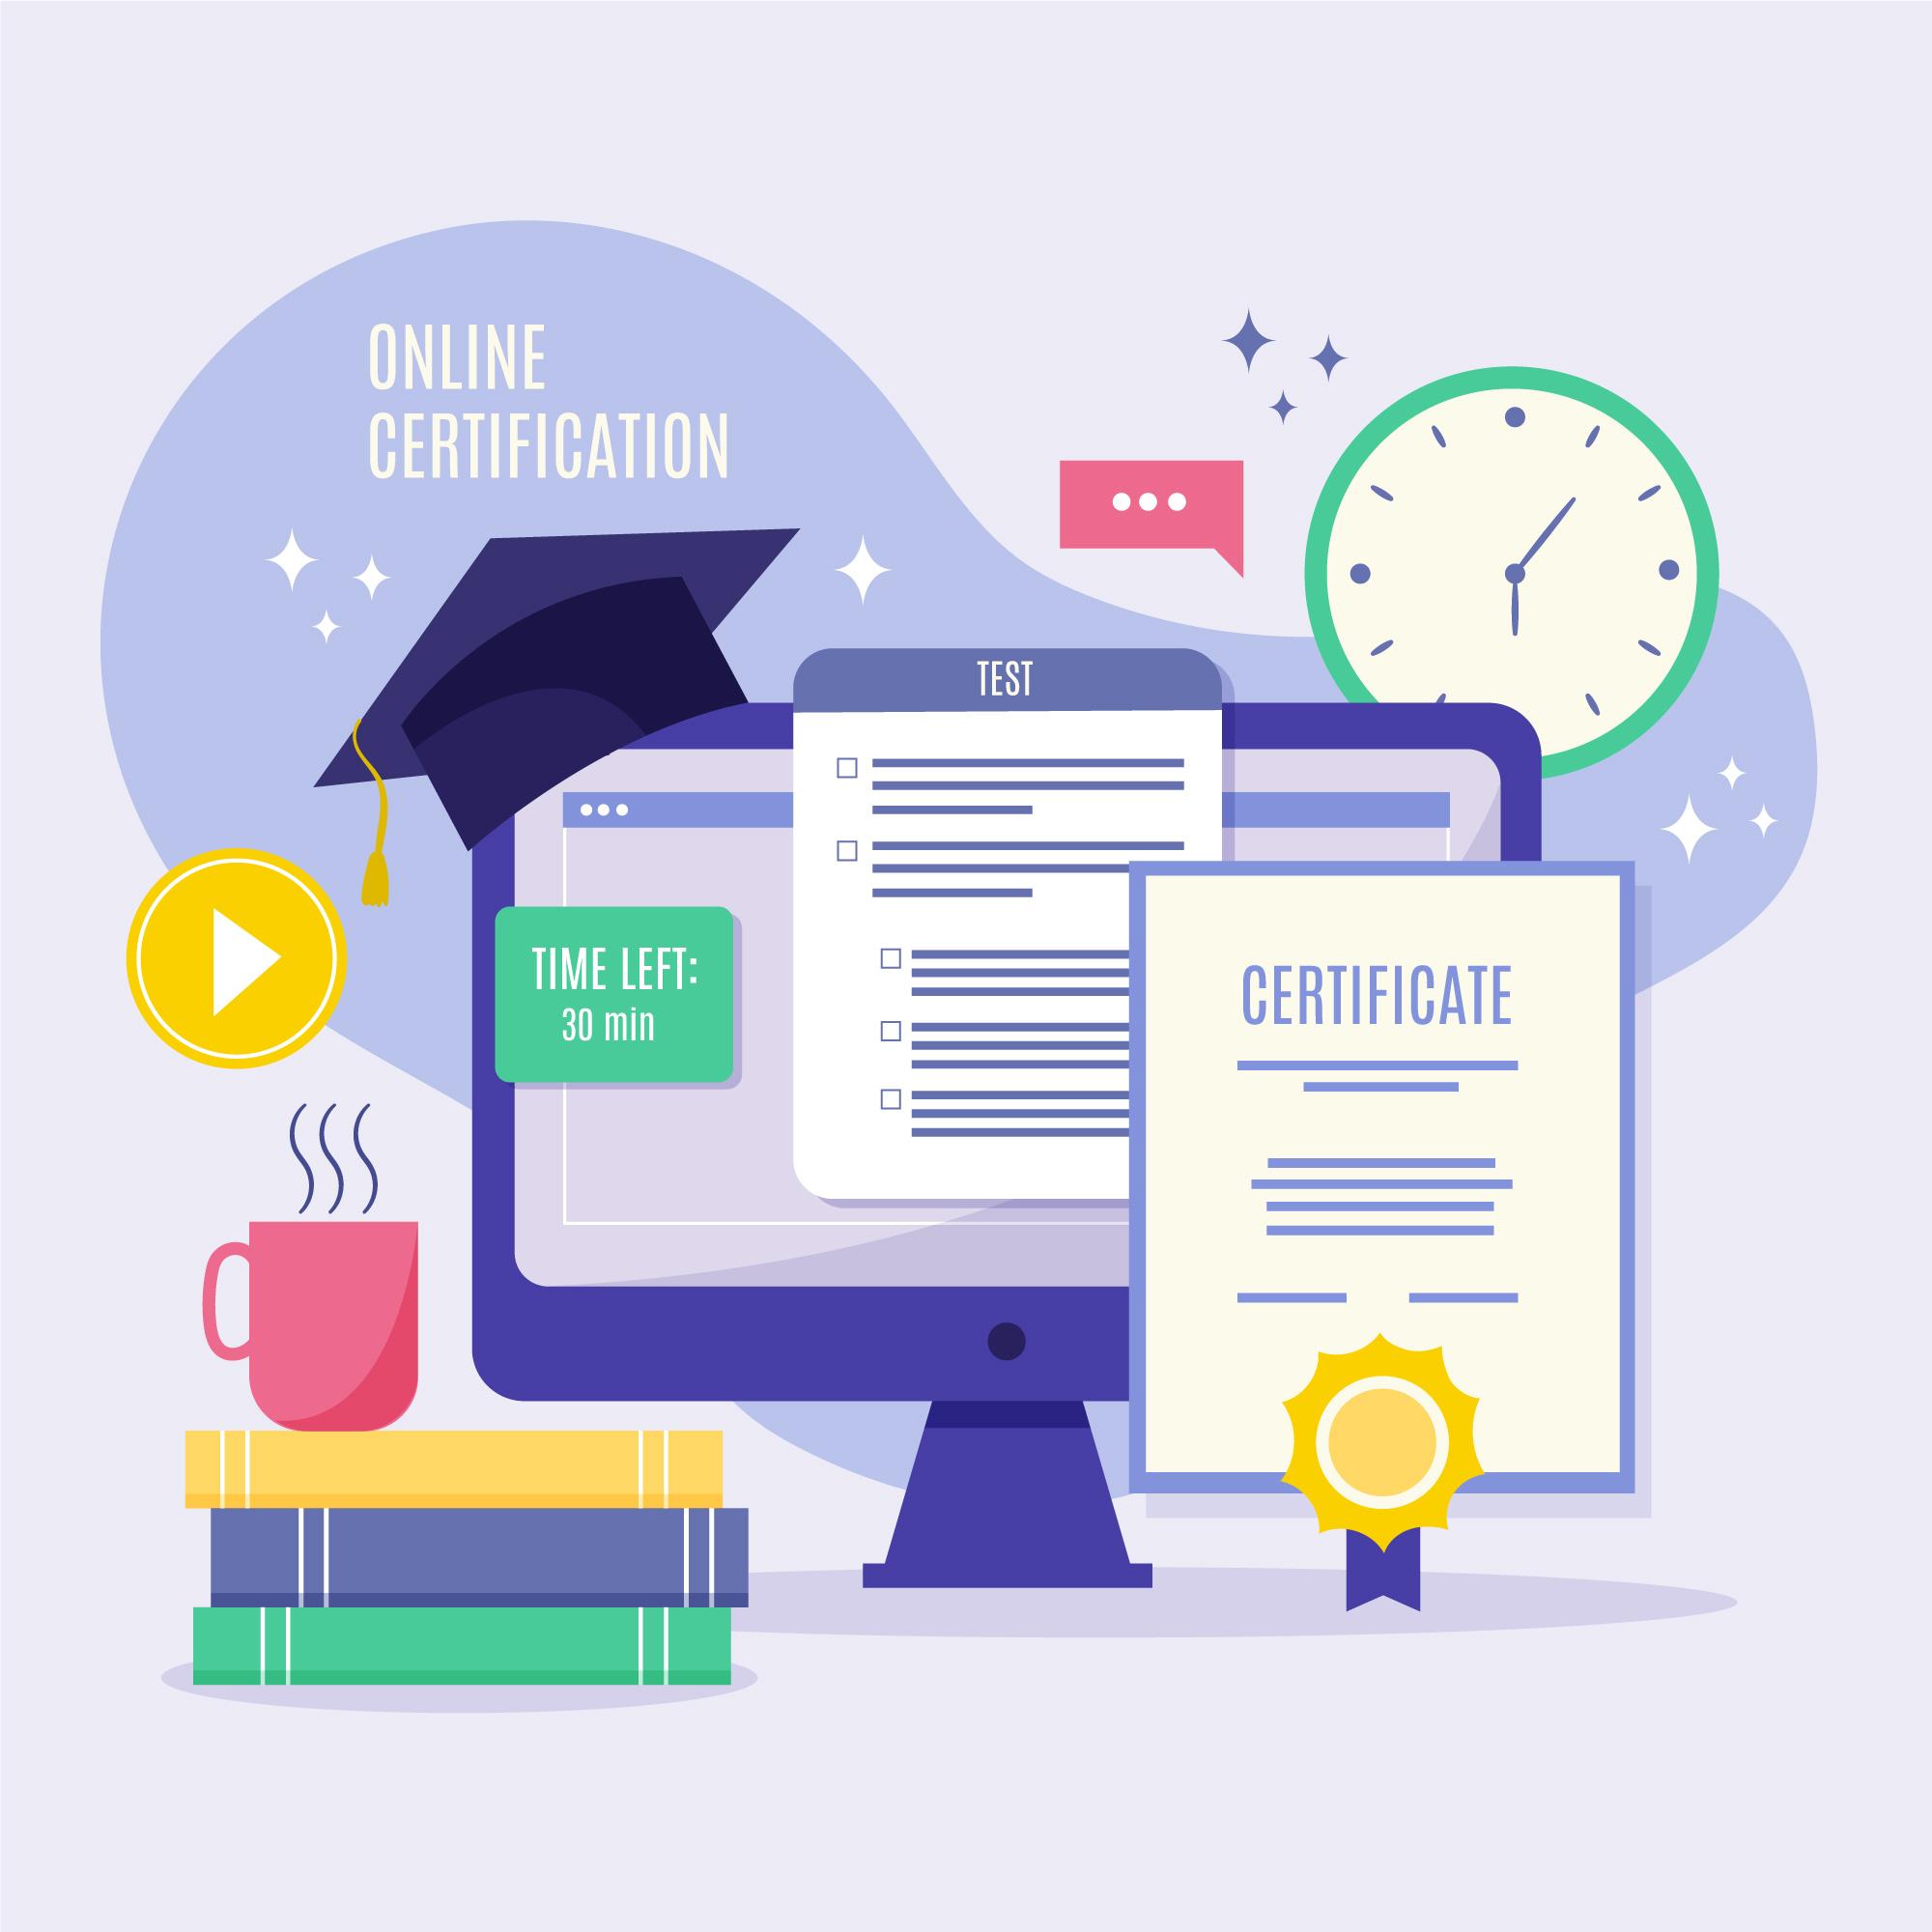 ONLINE
CERTIFICATION
TEST
TIME LEFT:
30 min
CERTIFICATE